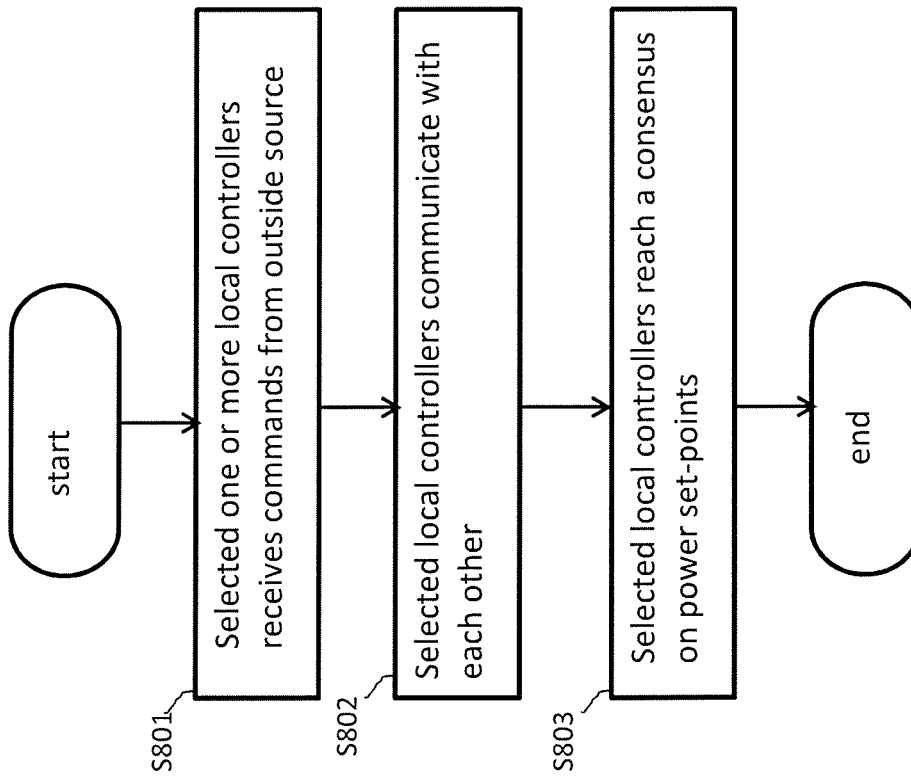 start
S801
Selected one or more local controllers
receives commands from outside source
S802
Selected local controllers communicate with
each other
S803
Selected local controllers reach a consensus
on power set-points
end